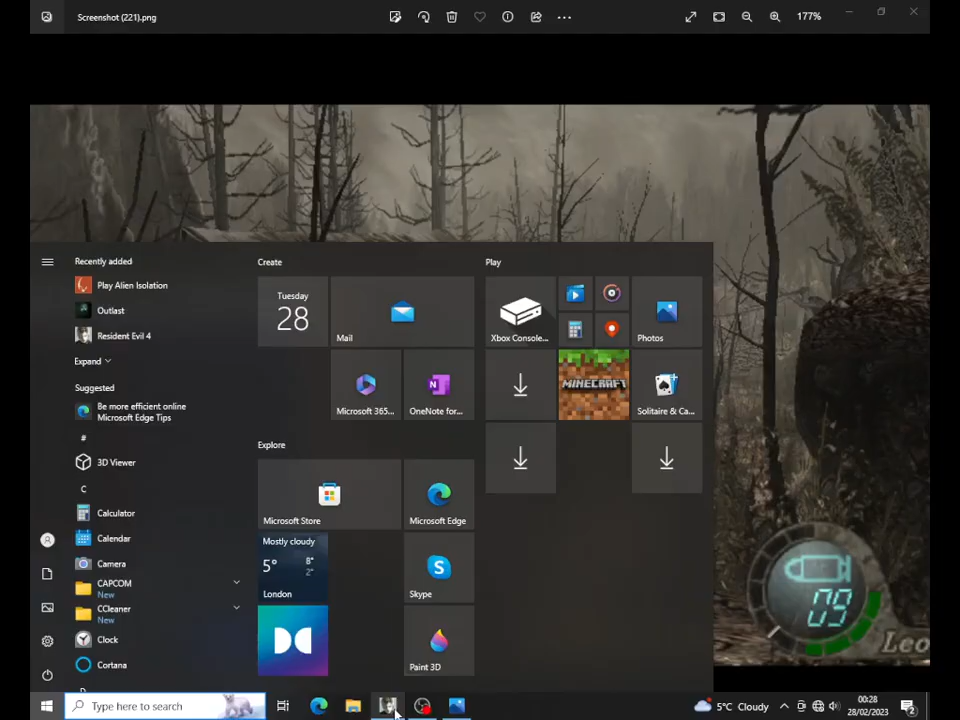 Screenshot (221).png
177%
Recently added
Play Alien Isolation
Outlast
Resident Evil 4
Expand
Suggested
Be more efficient online
Microsoft Edge Tips
#
3D Viewer
C
Calculator
Calendar
Camera
CAPCOM
New
CCleaner
New
Clock
Cortana
Create
Tuesday
28
Mail
Microsoft 365...
OneNote for...
Explore
Microsoft Store
Microsoft Edge
Mostly cloudy
5°
8°
2°
London
Skype
Paint 3D
Play
Xbox Console...
Photos
MINECRAFT
Solitaire & Ca...
09
Leo
Type here to search
5°C Cloudy
00:28
28/02/2023
2